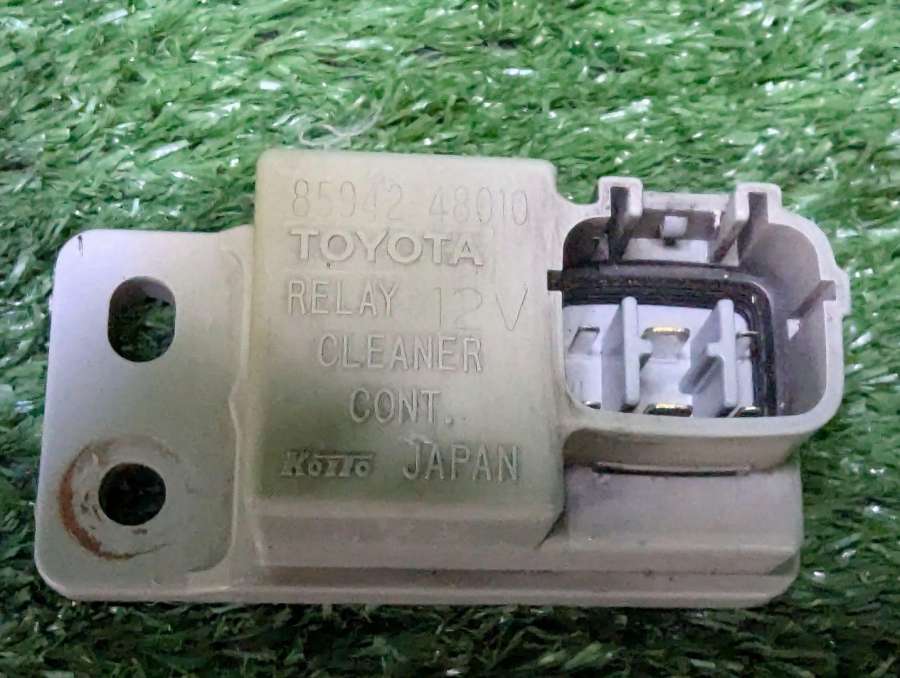 85942 48010
TOYOTA
RELAY 12V
CLEANER
CONT.
KOITO JAPAN